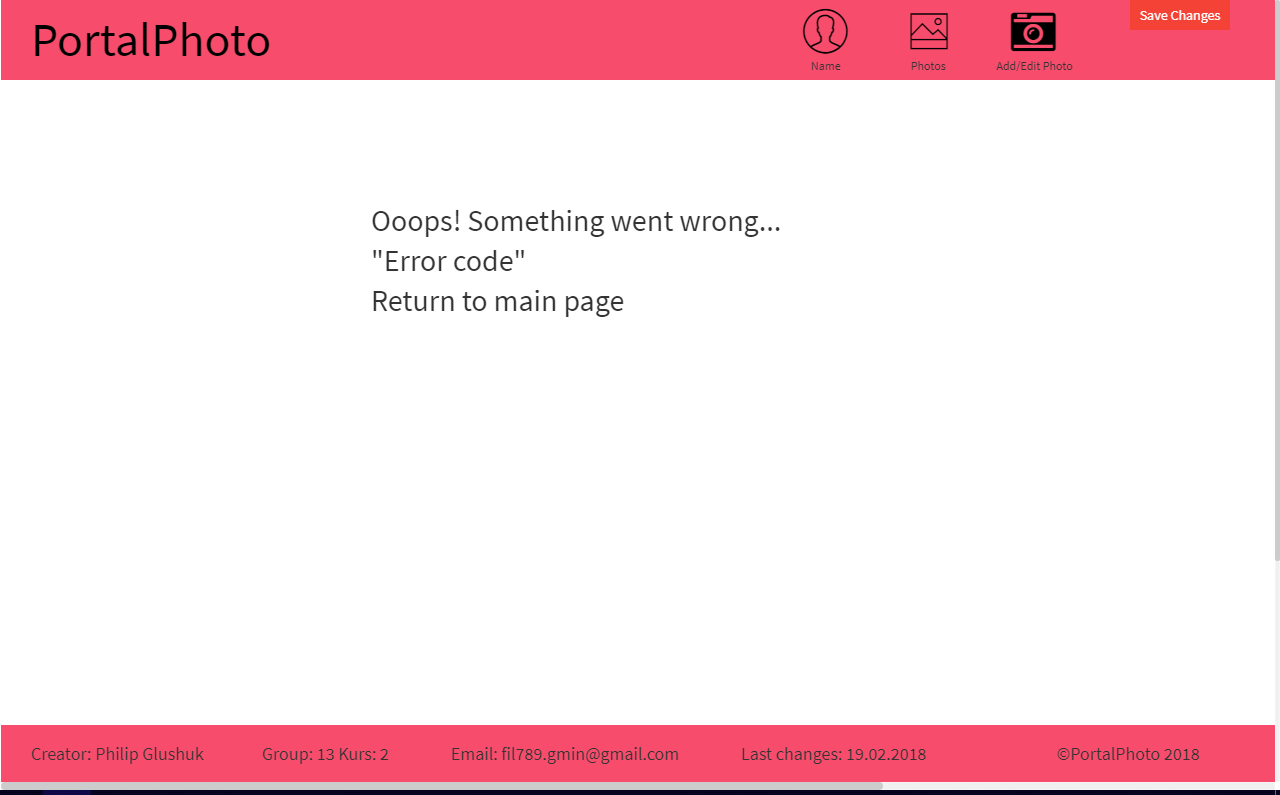 PortalPhoto
Name
Photos
Add/Edit Photo
Save Changes
Ooops! Something went wrong...
"Error code"
Return to main page
Creator: Philip Glushuk
Group: 13 Kurs: 2
Email: fil789.gmin@gmail.com
Last changes: 19.02.2018
©PortalPhoto 2018